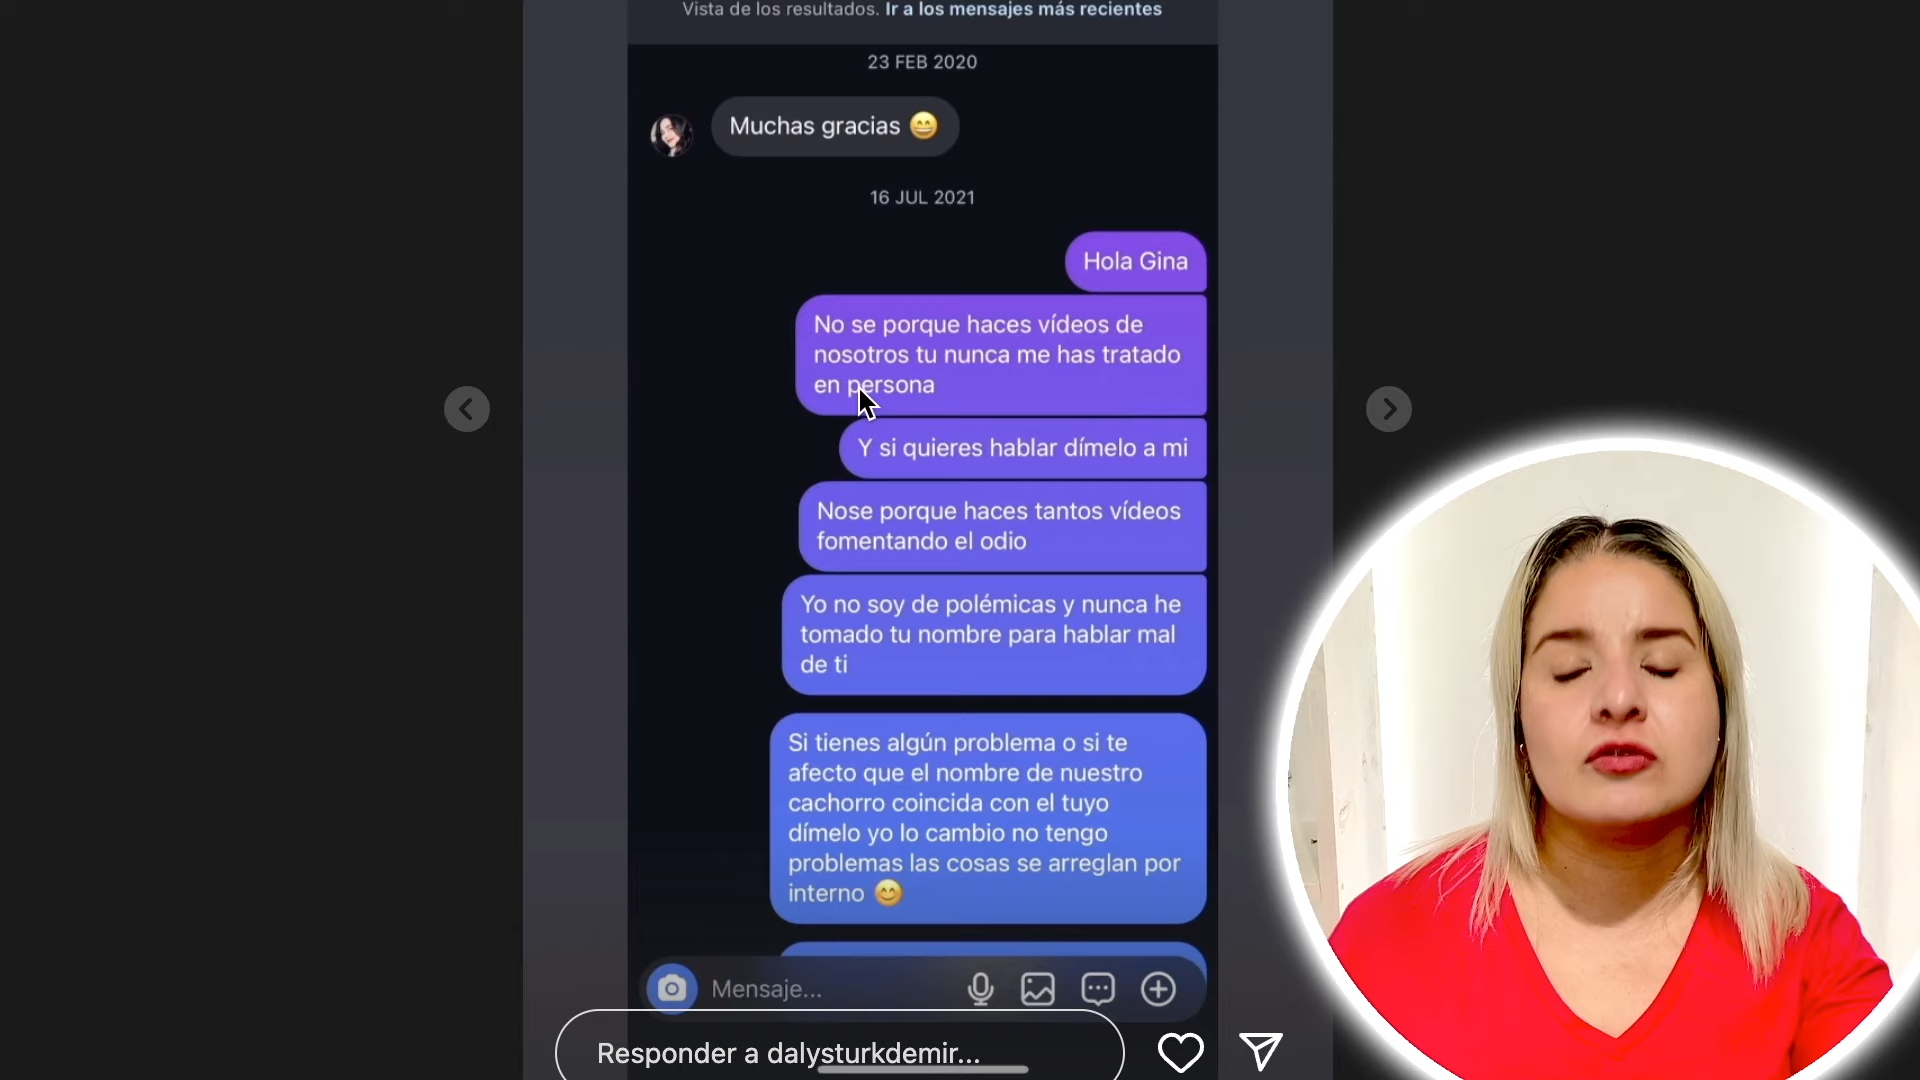 Vista de los resultados. Ir a los mensajes más recientes
23 FEB 2020
Muchas gracias 😄
16 JUL 2021
Hola Gina
No se porque haces vídeos de
nosotros tu nunca me has tratado
en persona
Y si quieres hablar dímelo a mi
Nose porque haces tantos vídeos
fomentando el odio
Yo no soy de polémicas y nunca he
tomado tu nombre para hablar mal
de ti
Si tienes algún problema o si te
afecto que el nombre de nuestro
cachorro coincida con el tuyo
dímelo yo lo cambio no tengo
problemas las cosas se arreglan por
interno 😊
Mensaje...
Responder a dalysturkdemir...